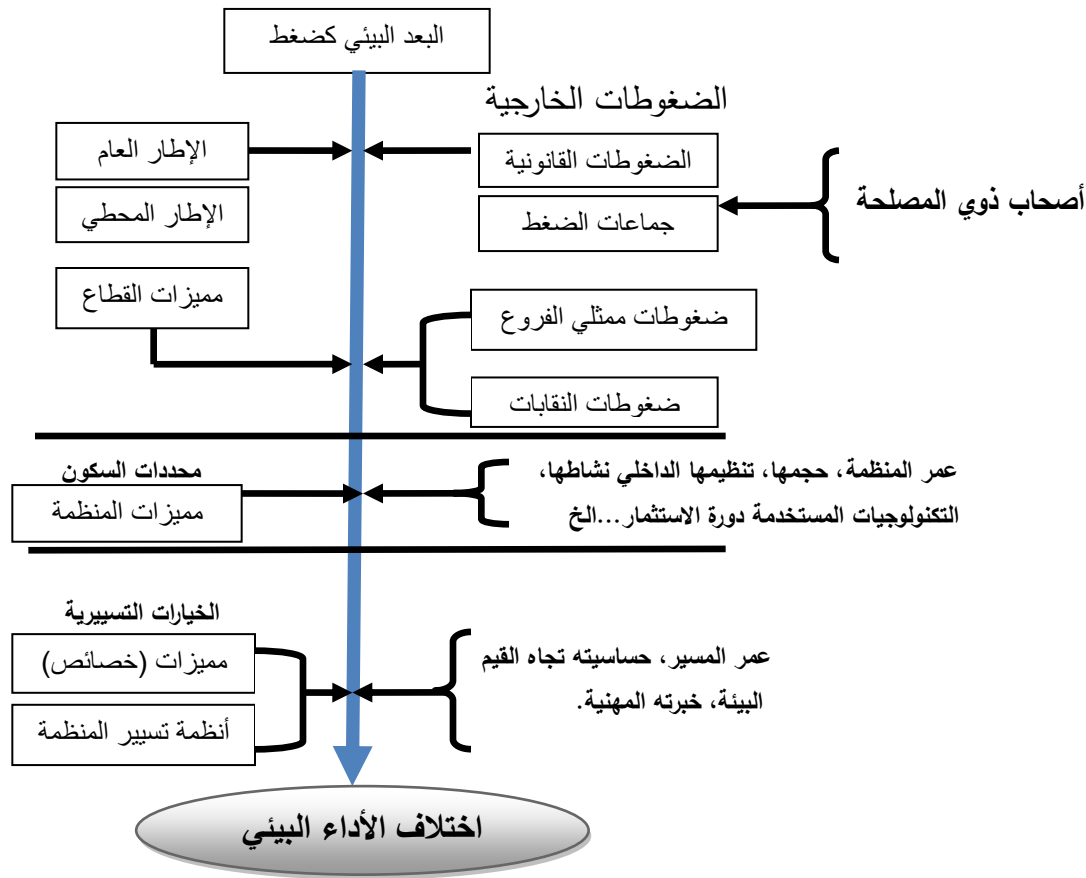 البعد البيئي كضغط
الضغوطات الخارجية
الإطار العام
الضغوطات القانونية
أصحاب ذوي المصلحة
الإطار المحطي
جماعات الضغط
مميزات القطاع
ضغوطات ممثلي الفروع
ضغوطات النقابات
محددات السكون
عمر المنظمة، حجمها، تنظيمها الداخلي نشاطها،
مميزات المنظمة
التكنولوجيات المستخدمة دورة الاستثمار...الخ
الخيارات التسييرية
مميزات (خصائص)
عمر المسير، حساسيته تجاه القيم
البيئة، خبرته المهنية.
أنظمة تسيير المنظمة
اختلاف الأداء البيئي